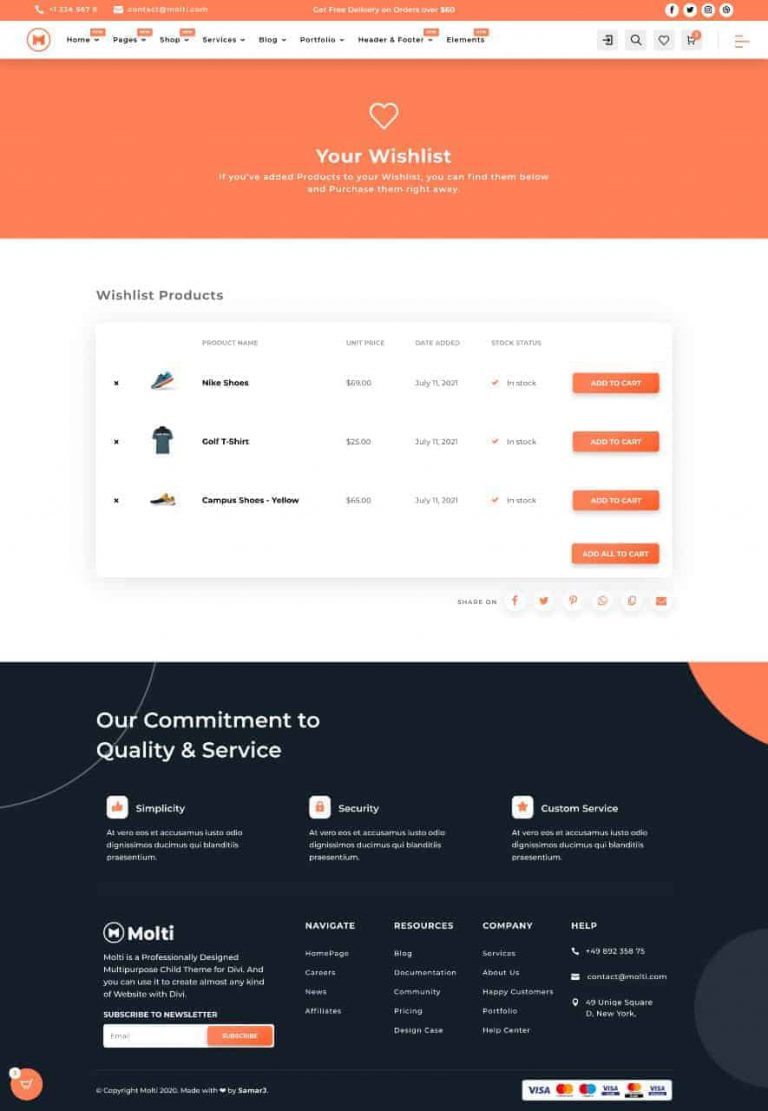 +1 234 567 8 contact@molti.com Get Free Delivery on Orders over $60
NEW NEW NEW NEW NEW
Home Pages Shop Services Blog Portfolio Header & Footer Elements
Your Wishlist
If you've added Products to your Wishlist, you can find them below
and Purchase them right away.
Wishlist Products
PRODUCT NAME UNIT PRICE DATE ADDED STOCK STATUS
Nike Shoes $69.00 July 11, 2021 In stock ADD TO CART
Golf T-Shirt $25.00 July 11, 2021 In stock ADD TO CART
Campus Shoes - Yellow $65.00 July 11, 2021 In stock ADD TO CART
ADD ALL TO CART
SHARE ON
Our Commitment to
Quality & Service
Simplicity
At vero eos et accusamus iusto odio
dignissimos ducimus qui blanditiis
praesentium.
Security
At vero eos et accusamus iusto odio
dignissimos ducimus qui blanditiis
praesentium.
Custom Service
At vero eos et accusamus iusto odio
dignissimos ducimus qui blanditiis
praesentium.
Molti
Molti is a Professionally Designed
Multipurpose Child Theme for Divi. And
you can use it to create almost any kind
of Website with Divi.
SUBSCRIBE TO NEWSLETTER
Email SUBSCRIBE
NAVIGATE
HomePage
Careers
News
Affiliates
RESOURCES
Blog
Documentation
Community
Pricing
Design Case
COMPANY
Services
About Us
Happy Customers
Portfolio
Help Center
HELP
+49 892 358 75
contact@molti.com
49 Uniqe Square
D, New York,
© Copyright Molti 2020. Made with ❤ by SamarJ.
VISA VISA VISA